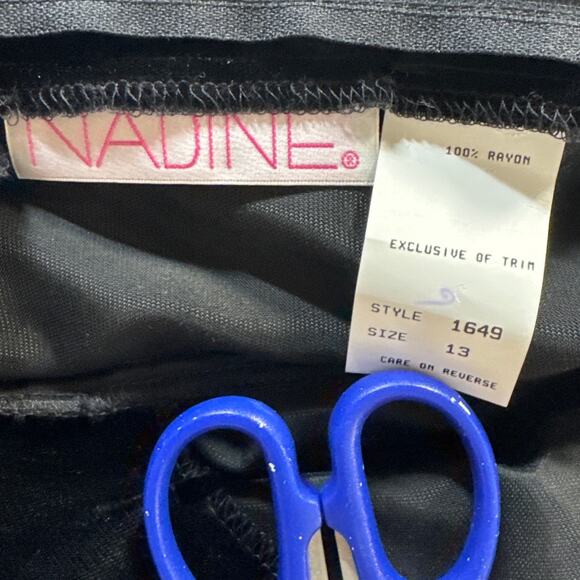 NADINE.®
100% RAYON
EXCLUSIVE OF TRIM
STYLE 1649
SIZE 13
CARE ON REVERSE